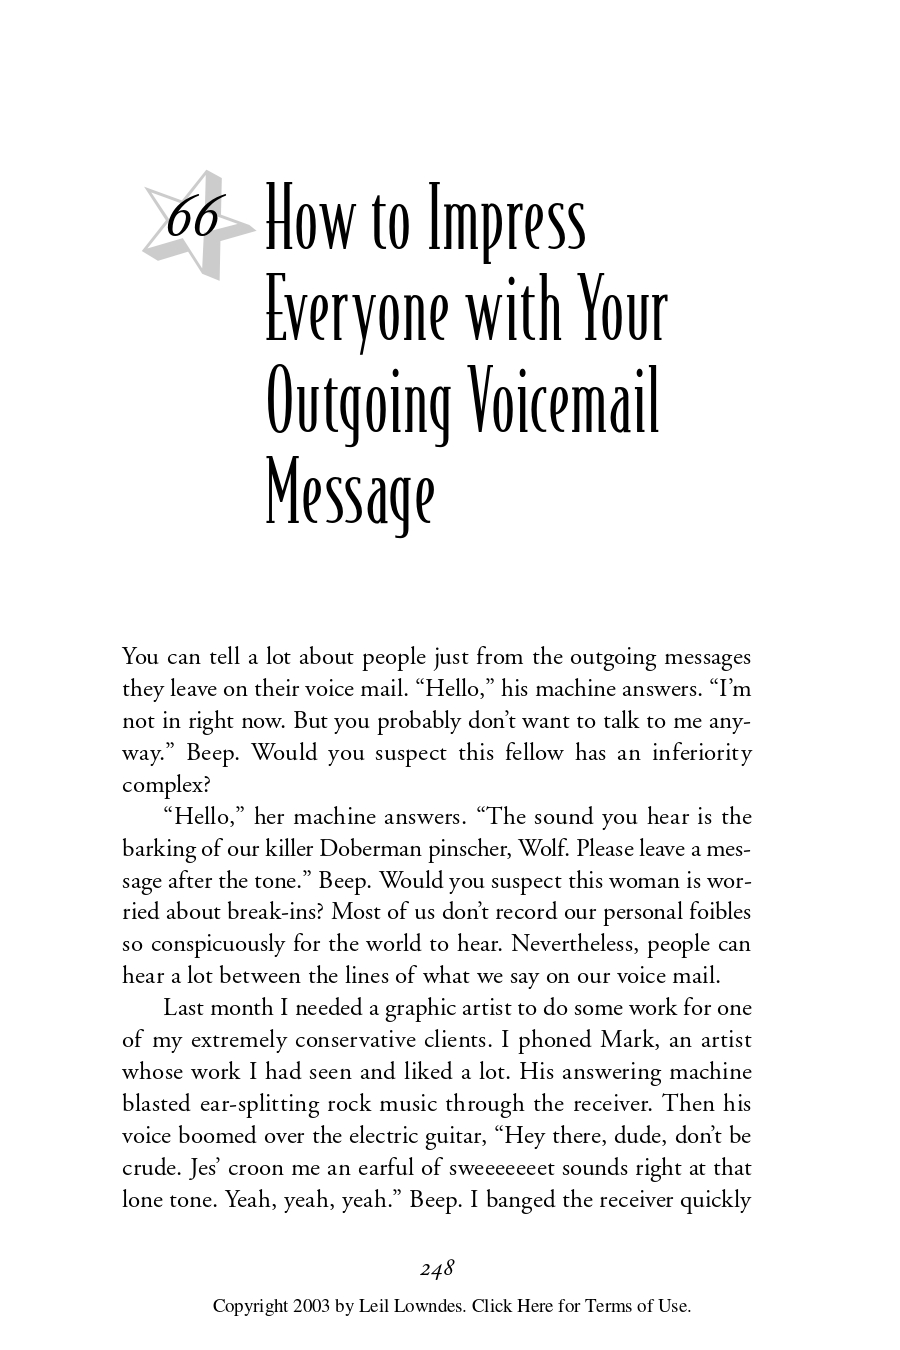 66
How to Impress
Everyone with Your
Outgoing Voicemail
Message
You can tell a lot about people just from the outgoing messages
they leave on their voice mail. “Hello,” his machine answers. “I’m
not in right now. But you probably don’t want to talk to me any-
way.” Beep. Would you suspect this fellow has an inferiority
complex?
“Hello,” her machine answers. “The sound you hear is the
barking of our killer Doberman pinscher, Wolf. Please leave a mes-
sage after the tone.” Beep. Would you suspect this woman is wor-
ried about break-ins? Most of us don’t record our personal foibles
so conspicuously for the world to hear. Nevertheless, people can
hear a lot between the lines of what we say on our voice mail.
Last month I needed a graphic artist to do some work for one
of my extremely conservative clients. I phoned Mark, an artist
whose work I had seen and liked a lot. His answering machine
blasted ear-splitting rock music through the receiver. Then his
voice boomed over the electric guitar, “Hey there, dude, don’t be
crude. Jes’ croon me an earful of sweeeeeeet sounds right at that
lone tone. Yeah, yeah, yeah.” Beep. I banged the receiver quickly
248
Copyright 2003 by Leil Lowndes. Click Here for Terms of Use.